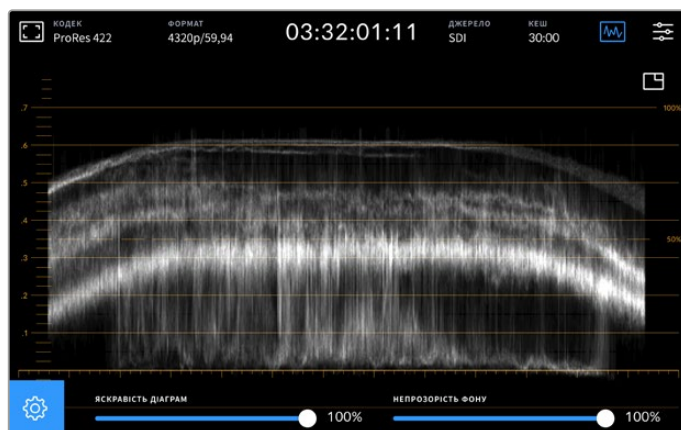 КОДЕК
ProRes 422
ФОРМАТ
4320p/59,94
03:32:01:11
ДЖЕРЕЛО
SDI
КЕШ
30:00
.7
100%
.6
.5
.4
50%
.3
.2
.1
ЯСКРАВІСТЬ ДІАГРАМ
100%
НЕПРОЗОРІСТЬ ФОНУ
100%